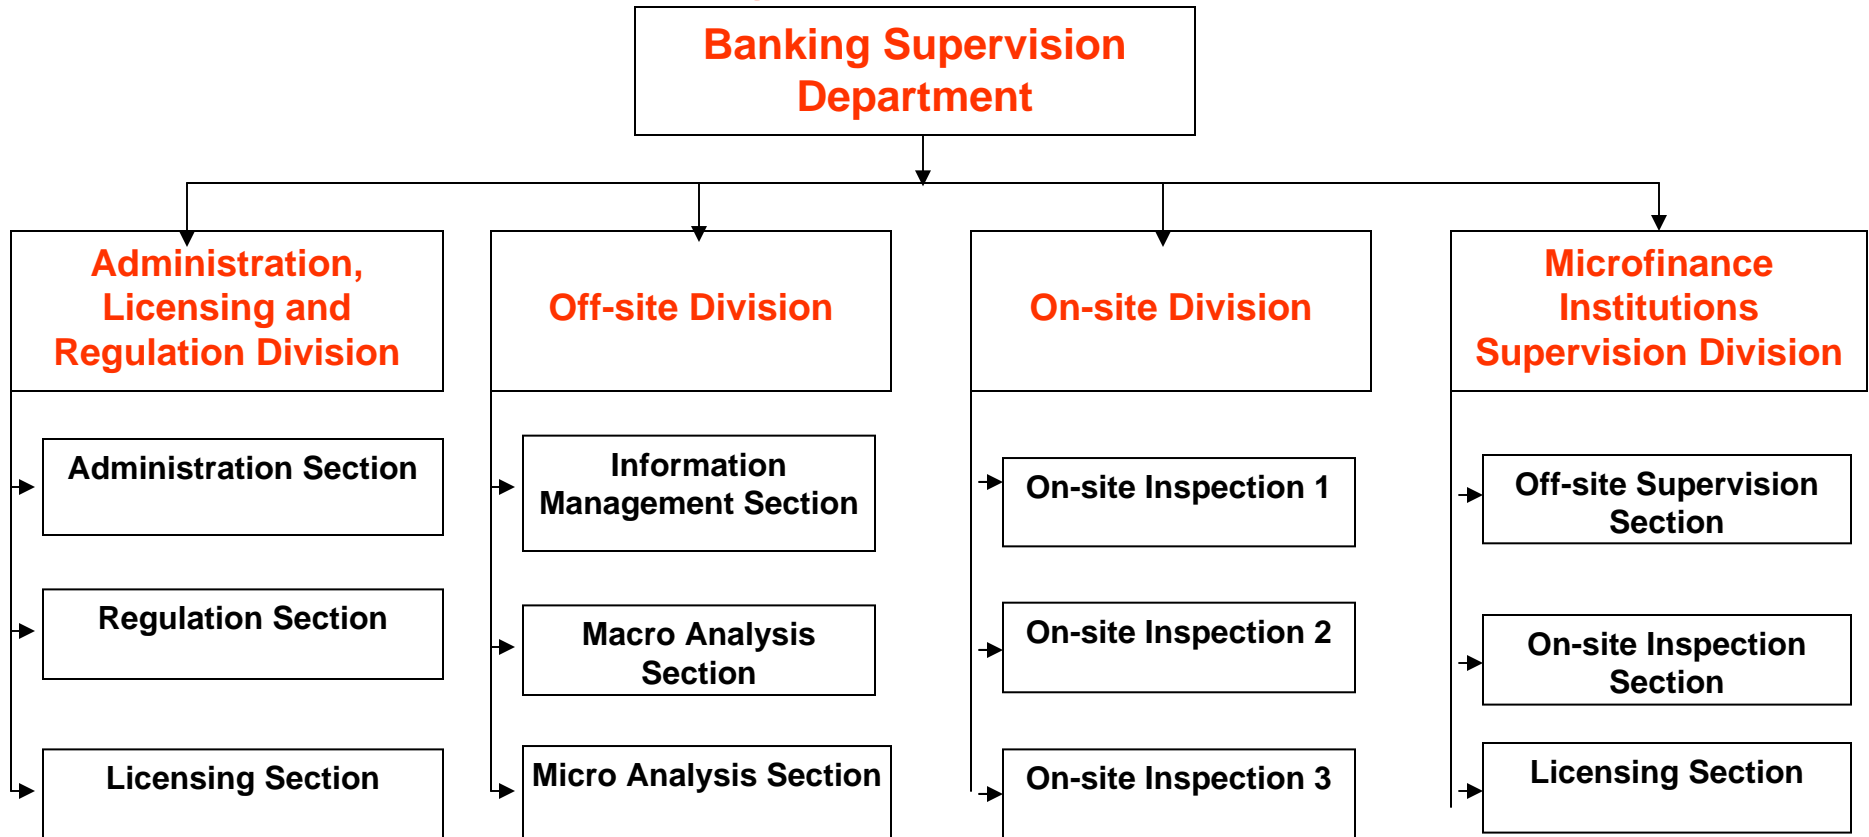 Banking Supervision
Department
Administration,
Licensing and
Regulation Division
Off-site Division
On-site Division
Microfinance
Institutions
Supervision Division
Administration Section
Regulation Section
Licensing Section
Information
Management Section
Macro Analysis
Section
Micro Analysis Section
On-site Inspection 1
On-site Inspection 2
On-site Inspection 3
Off-site Supervision
Section
On-site Inspection
Section
Licensing Section